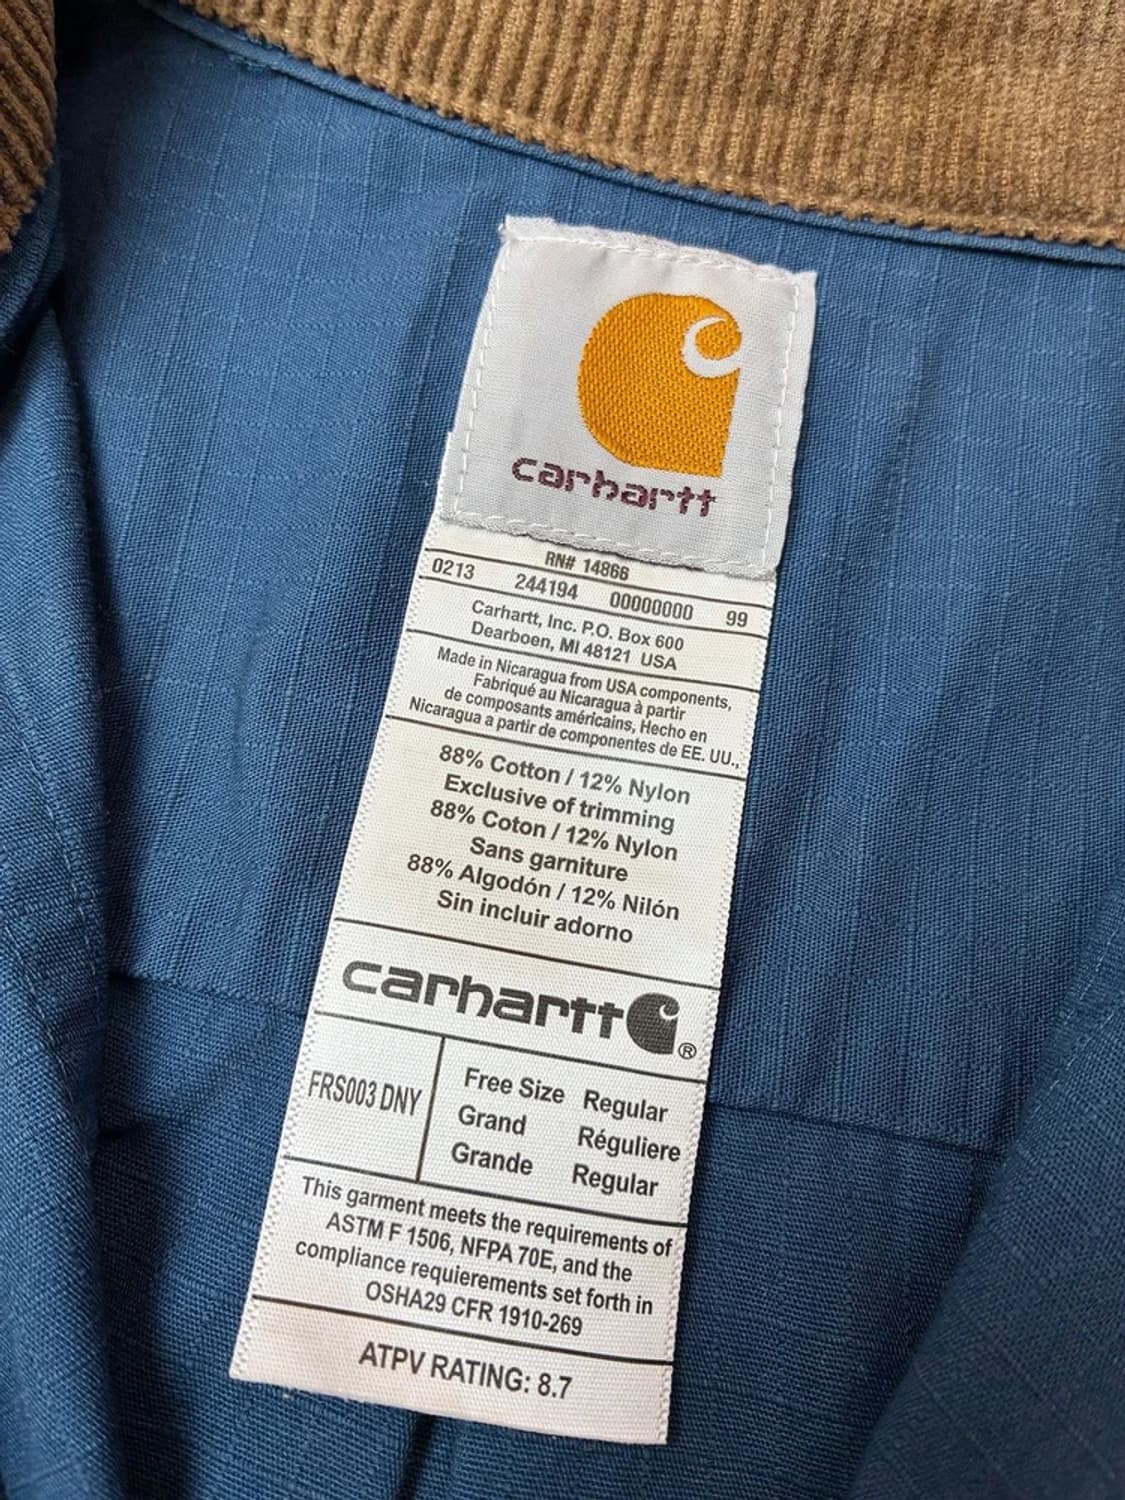 carhartt
RN# 14866
0213 244194 00000000 99
Carhartt, Inc. P.O. Box 600
Dearboen, MI 48121 USA
Made in Nicaragua from USA components,
Fabriqué au Nicaragua à partir
de composants américains, Hecho en
Nicaragua a partir de componentes de EE. UU.,
88% Cotton / 12% Nylon
Exclusive of trimming
88% Coton / 12% Nylon
Sans garniture
88% Algodón / 12% Nilón
Sin incluir adorno
carhartt ®
FRS003 DNY
Free Size Regular
Grand Réguliere
Grande Regular
This garment meets the requirements of
ASTM F 1506, NFPA 70E, and the
compliance requierements set forth in
OSHA29 CFR 1910-269
ATPV RATING: 8.7